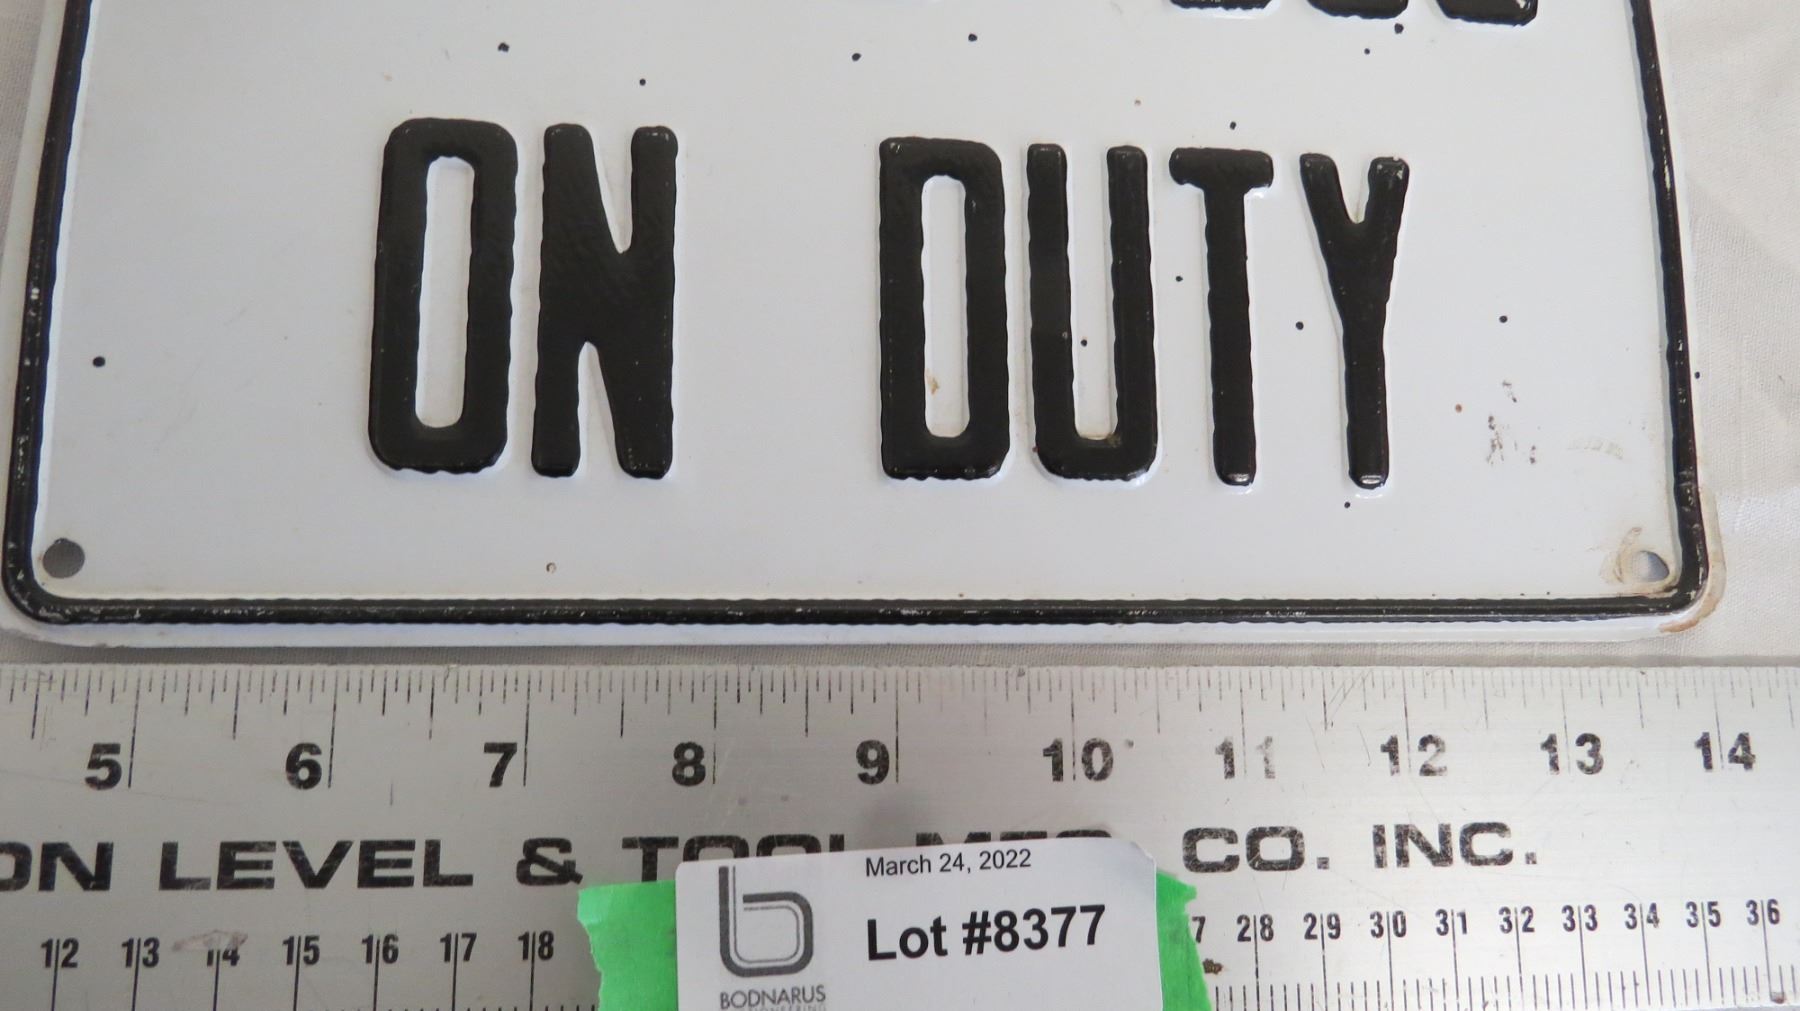 ON DUTY
5 6 7 8 9 10 11 12 13 14
ON LEVEL & TOOL MFG CO. INC.
March 24, 2022
Lot #8377
12 13 14 15 16 17 18
7 28 29 30 31 32 33 34 35 36
BODNARUS